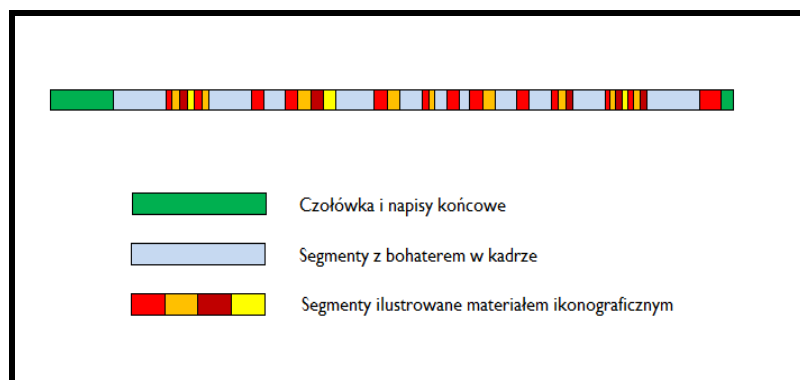 Czołówka i napisy końcowe
Segmenty z bohaterem w kadrze
Segmenty ilustrowane materiałem ikonograficznym